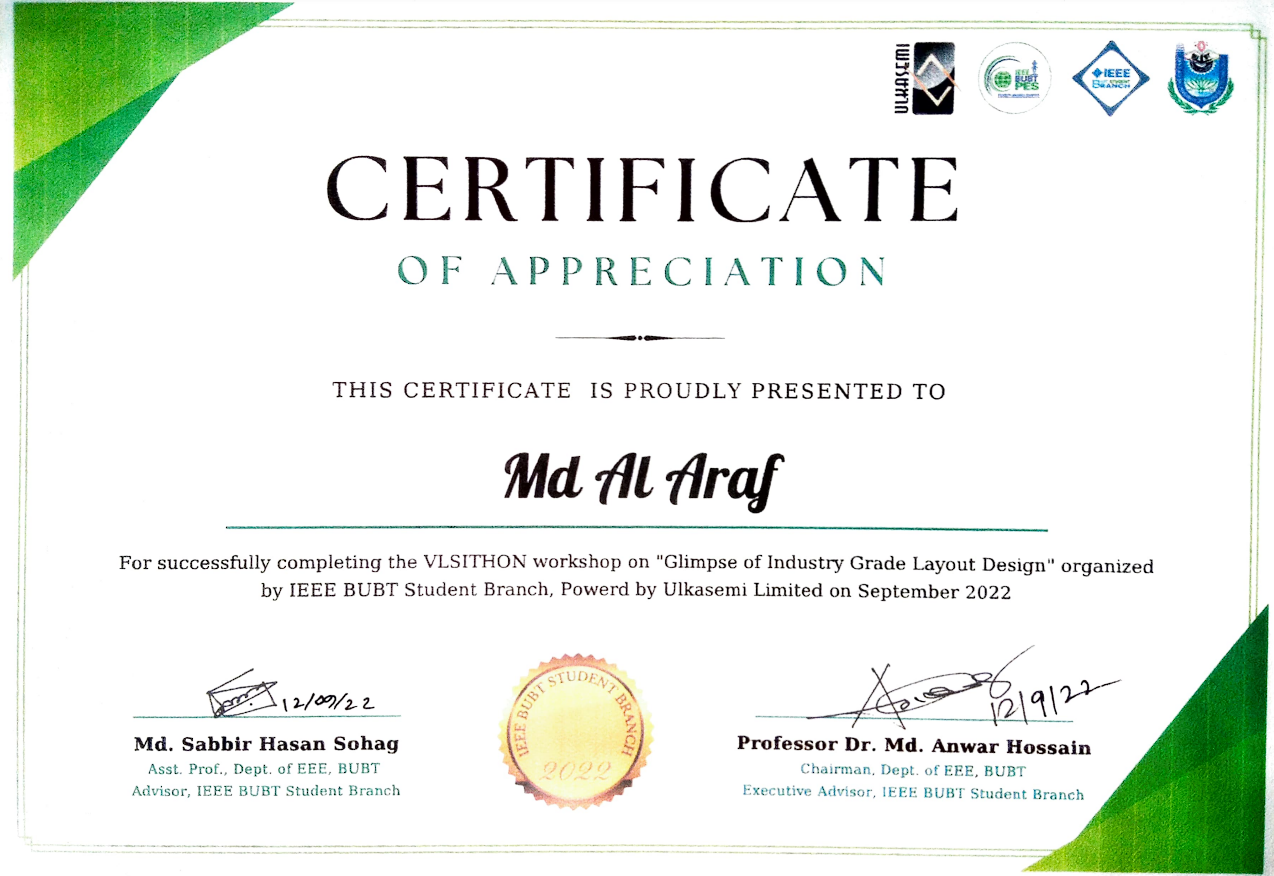 ULKASEMI
IEEE
BUBT
PES
IEEE
BUBT STUDENT
BRANCH
CERTIFICATE
OF APPRECIATION
THIS CERTIFICATE IS PROUDLY PRESENTED TO
Md Al Araf
For successfully completing the VLSITHON workshop on "Glimpse of Industry Grade Layout Design" organized
by IEEE BUBT Student Branch, Powerd by Ulkasemi Limited on September 2022
12/09/22
12/9/22
IEEE BUBT STUDENT BRANCH
2022
Md. Sabbir Hasan Sohag
Asst. Prof., Dept. of EEE, BUBT
Advisor, IEEE BUBT Student Branch
Professor Dr. Md. Anwar Hossain
Chairman, Dept. of EEE, BUBT
Executive Advisor, IEEE BUBT Student Branch